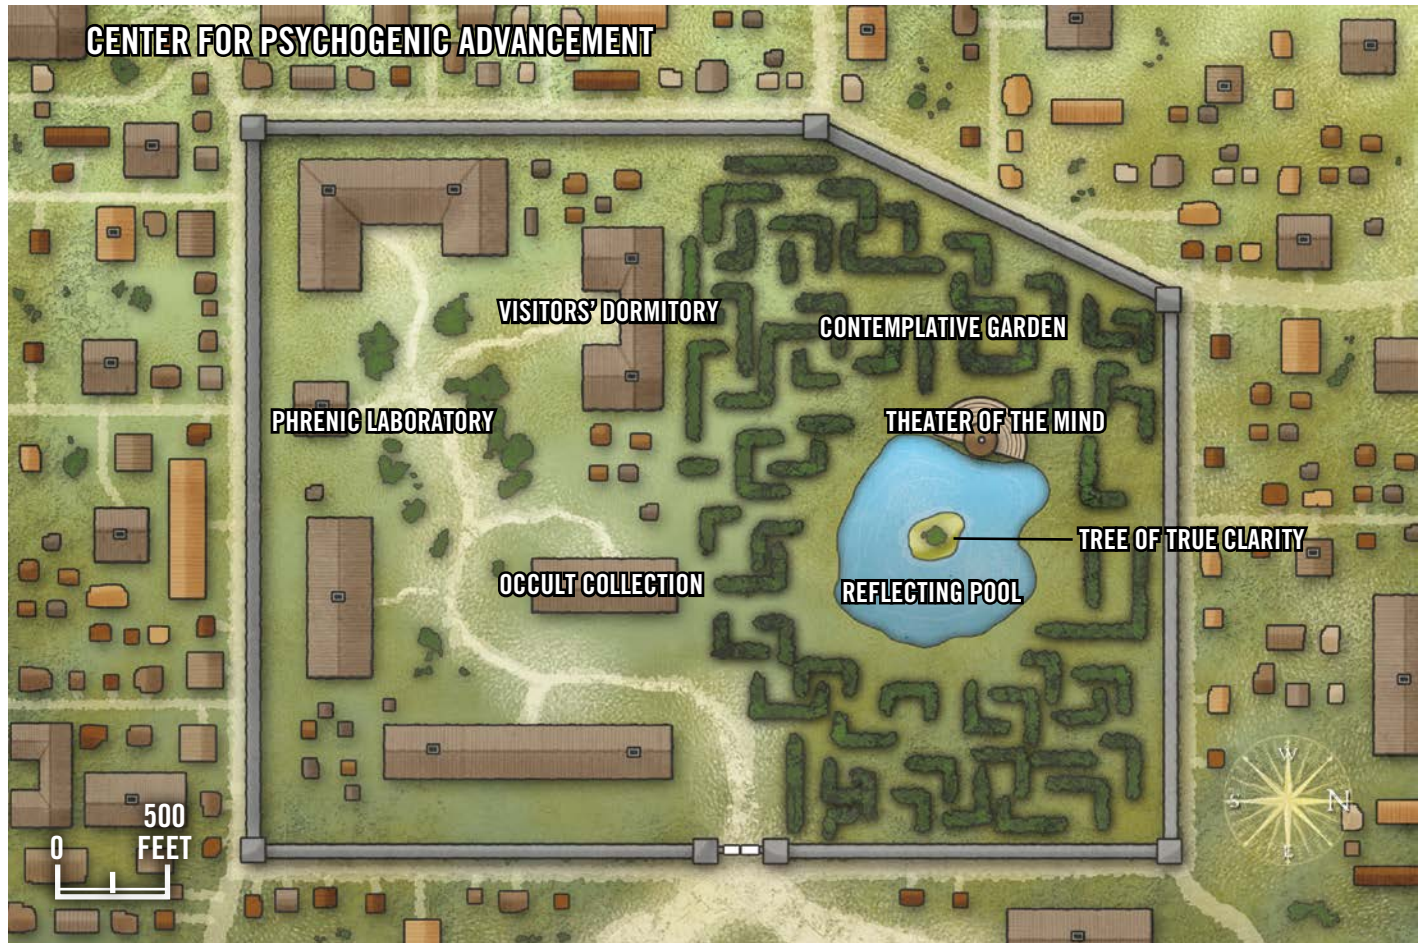 CENTER FOR PSYCHOGENIC ADVANCEMENT
VISITORS’ DORMITORY
CONTEMPLATIVE GARDEN
PHRENIC LABORATORY
THEATER OF THE MIND
TREE OF TRUE CLARITY
OCCULT COLLECTION
REFLECTING POOL
W
S
N
E
500
0 FEET